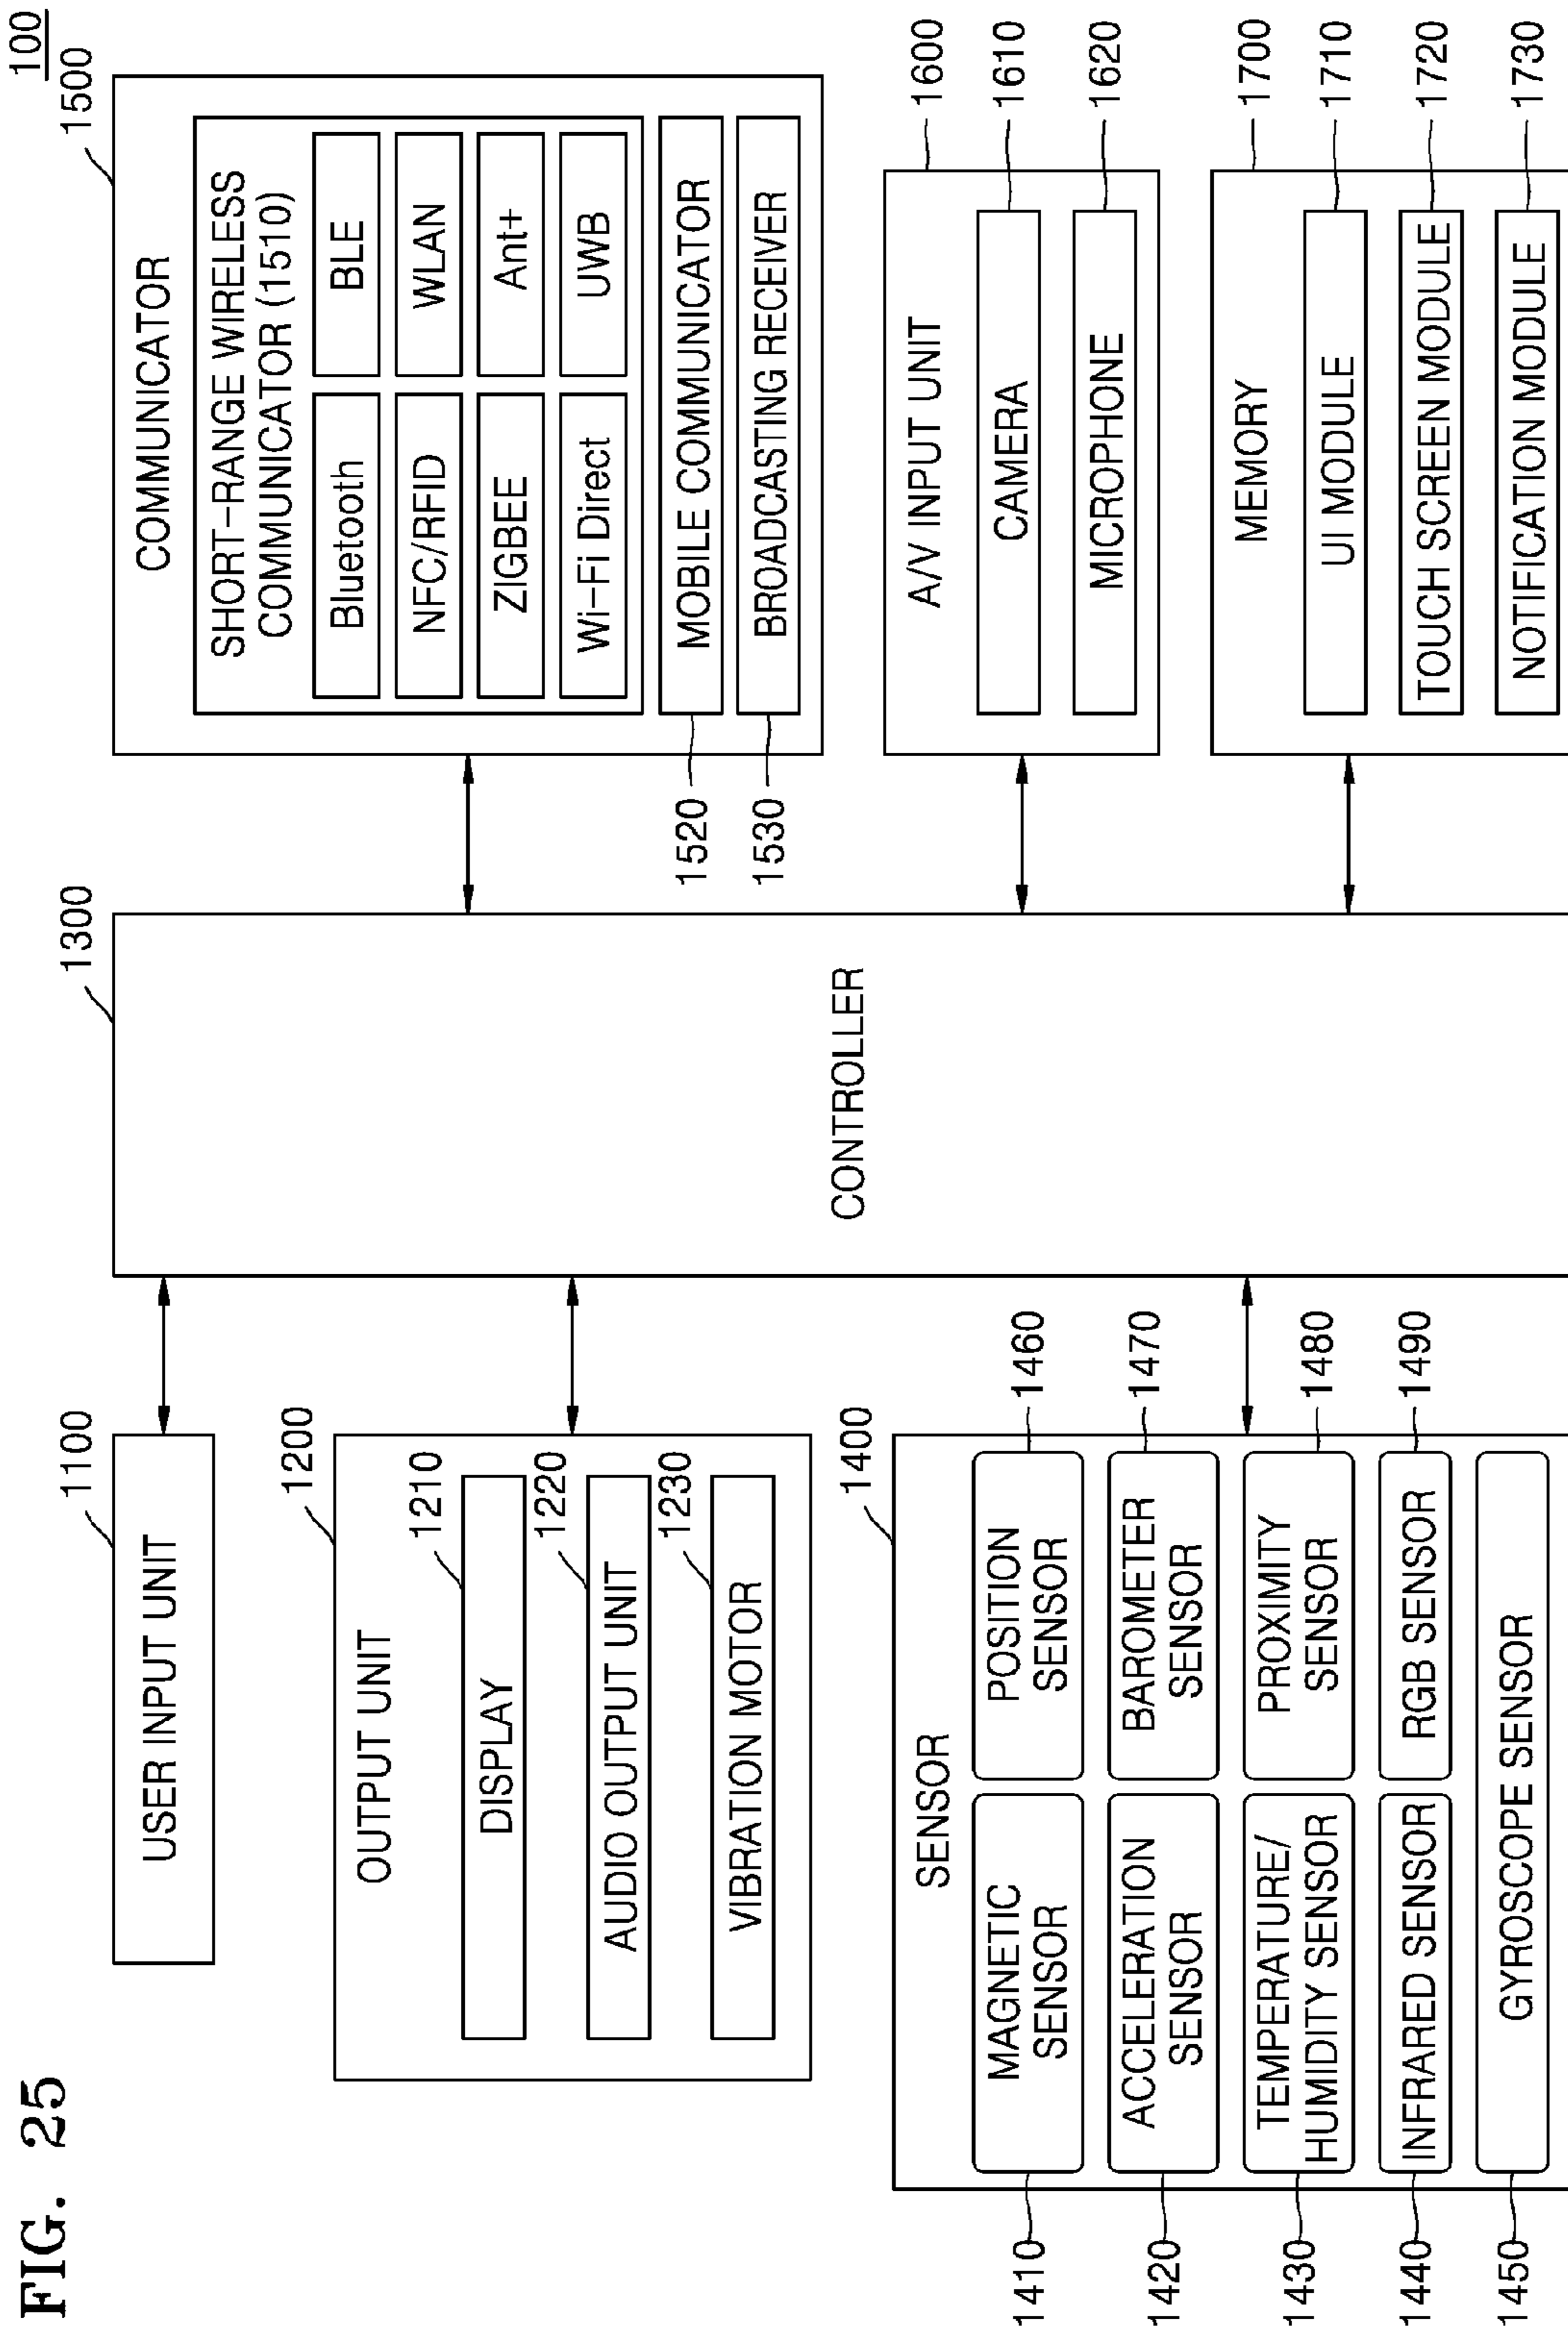 FIG. 25
100
1100
USER INPUT UNIT
1200
OUTPUT UNIT
1210
DISPLAY
1220
AUDIO OUTPUT UNIT
1230
VIBRATION MOTOR
1400
SENSOR
1410
MAGNETIC
SENSOR
POSITION
SENSOR
1460
1420
ACCELERATION
SENSOR
BAROMETER
SENSOR
1470
1430
TEMPERATURE/
HUMIDITY SENSOR
PROXIMITY
SENSOR
1480
1440
INFRARED SENSOR
RGB SENSOR
1490
1450
GYROSCOPE SENSOR
1300
CONTROLLER
1500
COMMUNICATOR
SHORT-RANGE WIRELESS
COMMUNICATOR (1510)
Bluetooth
BLE
NFC/RFID
WLAN
ZIGBEE
Ant+
Wi-Fi Direct
UWB
1520
MOBILE COMMUNICATOR
1530
BROADCASTING RECEIVER
1600
A/V INPUT UNIT
CAMERA
1610
MICROPHONE
1620
1700
MEMORY
UI MODULE
1710
TOUCH SCREEN MODULE
1720
NOTIFICATION MODULE
1730